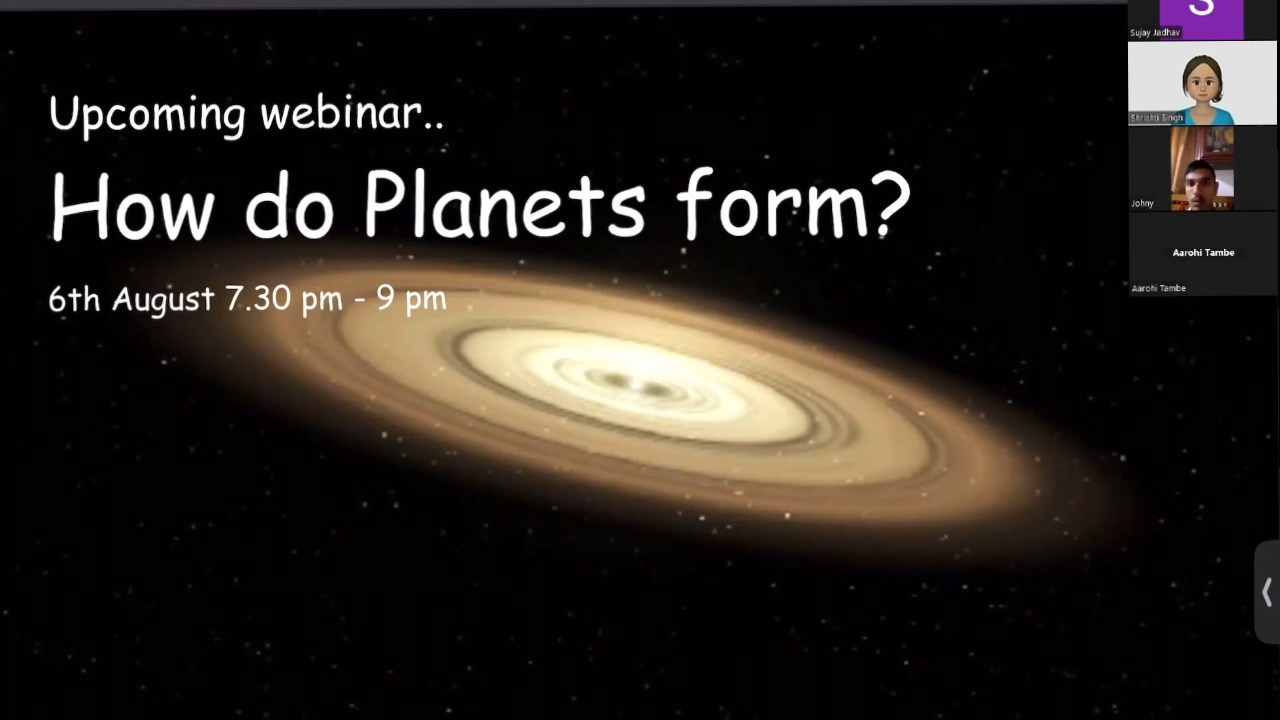 Upcoming webinar..
How do Planets form?
6th August 7.30 pm - 9 pm
S
Sujay Jadhav
Shrishti Singh
Johny
Aarohi Tambe
Aarohi Tambe